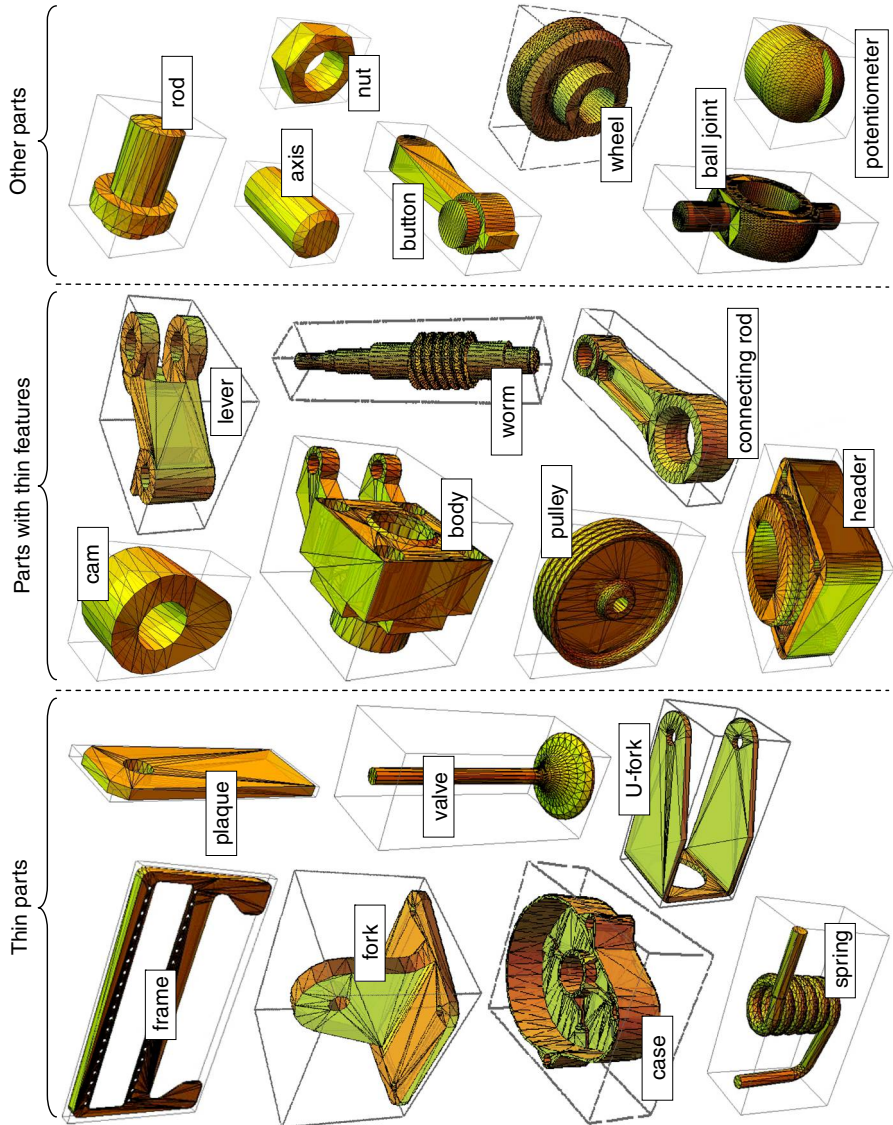 Thin parts
frame
plaque
fork
valve
case
U-fork
spring
Parts with thin features
cam
lever
body
worm
pulley
connecting rod
header
Other parts
rod
axis
nut
button
wheel
ball joint
potentiometer